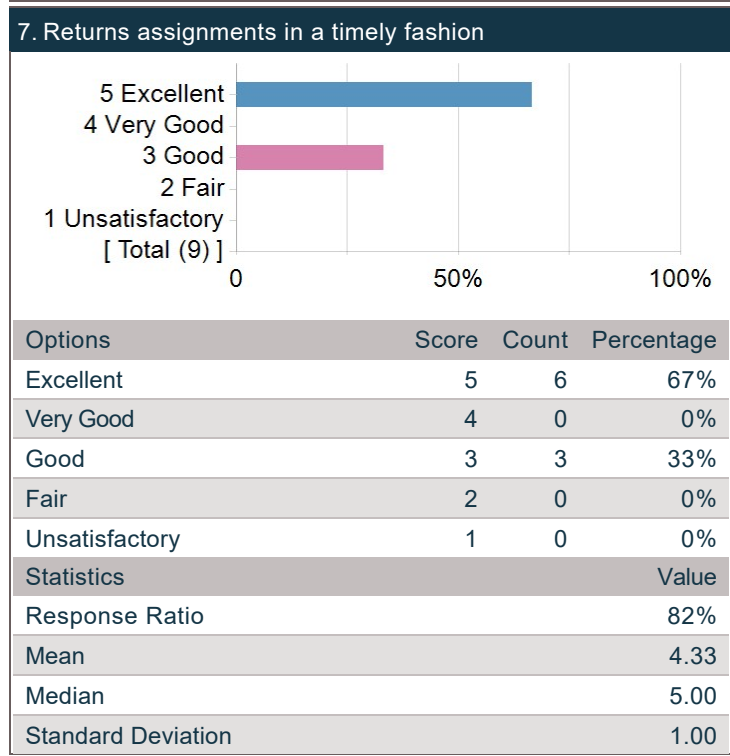 7. Returns assignments in a timely fashion
5 Excellent
4 Very Good
3 Good
2 Fair
1 Unsatisfactory
[ Total (9) ]
0 50% 100%
Options Score Count Percentage
Excellent 5 6 67%
Very Good 4 0 0%
Good 3 3 33%
Fair 2 0 0%
Unsatisfactory 1 0 0%
Statistics Value
Response Ratio 82%
Mean 4.33
Median 5.00
Standard Deviation 1.00